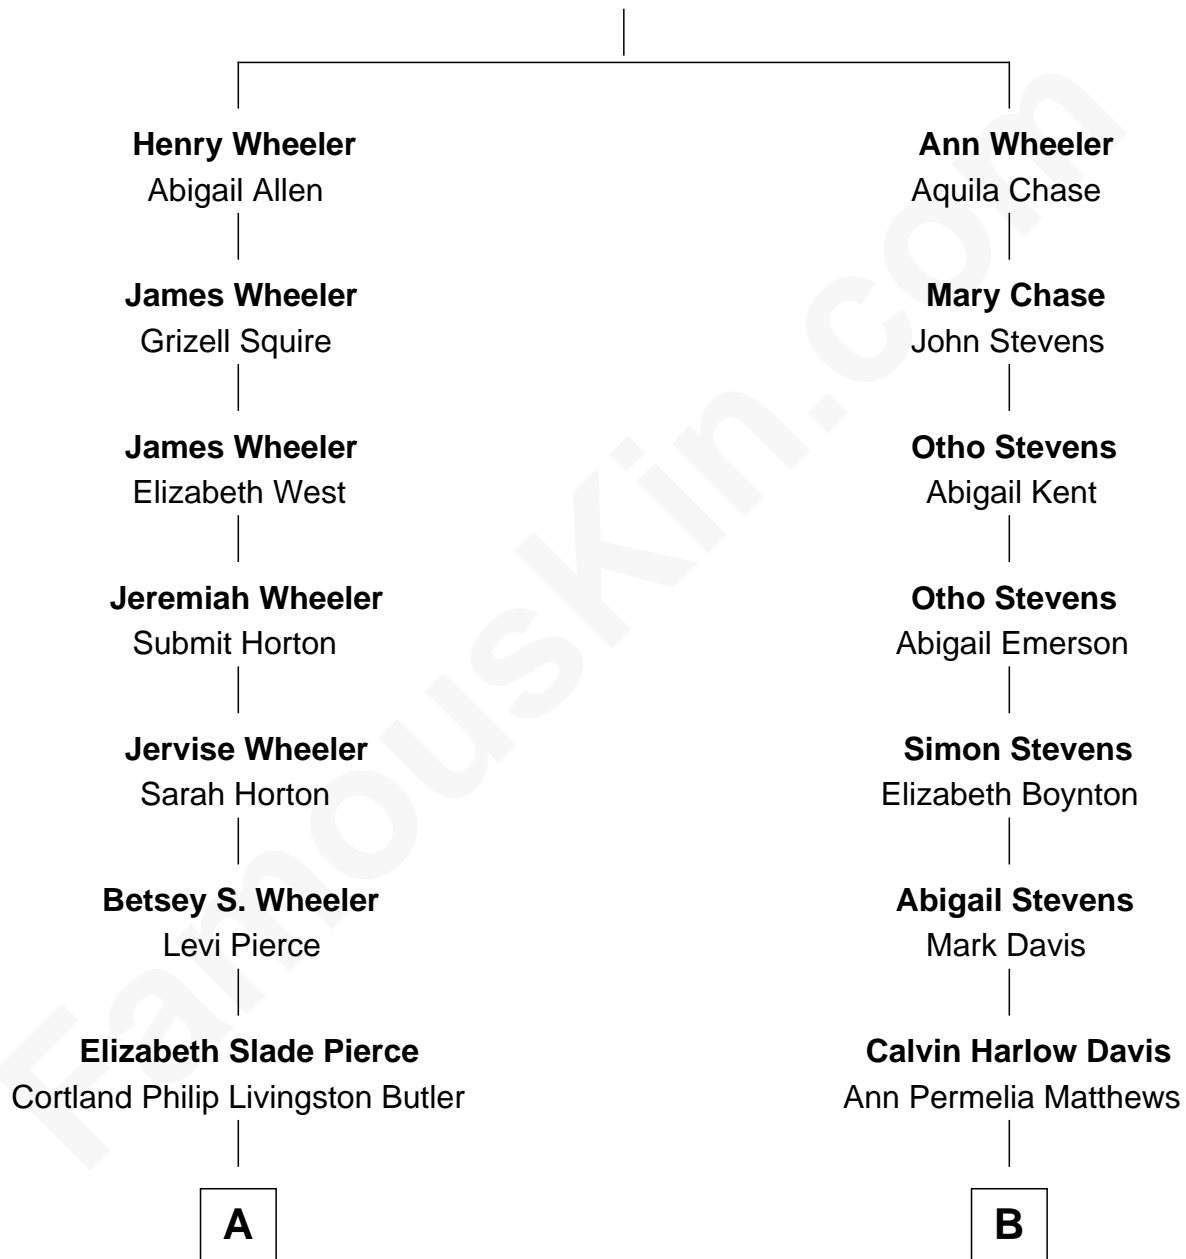 Henry Wheeler
Abigail Allen
James Wheeler
Grizell Squire
James Wheeler
Elizabeth West
Jeremiah Wheeler
Submit Horton
Jervise Wheeler
Sarah Horton
Betsey S. Wheeler
Levi Pierce
Elizabeth Slade Pierce
Cortland Philip Livingston Butler
A
Ann Wheeler
Aquila Chase
Mary Chase
John Stevens
Otho Stevens
Abigail Kent
Otho Stevens
Abigail Emerson
Simon Stevens
Elizabeth Boynton
Abigail Stevens
Mark Davis
Calvin Harlow Davis
Ann Permelia Matthews
B
FamousKin.com